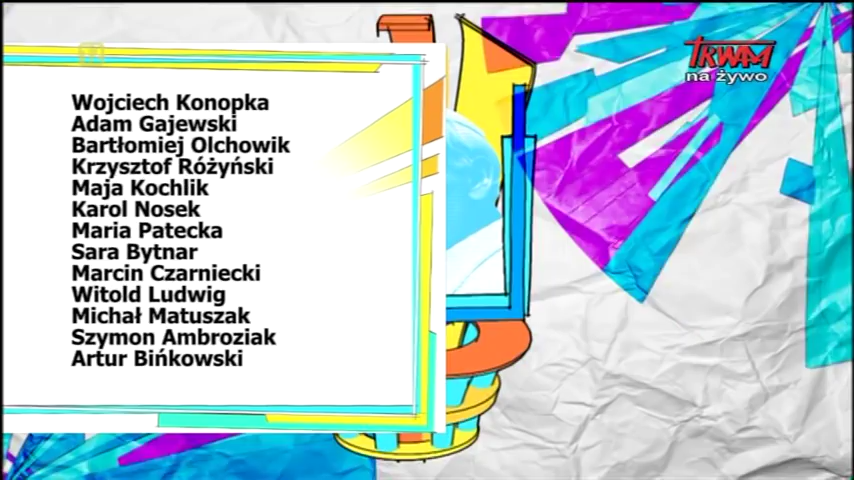 TRWAM
na żywo
Wojciech Konopka
Adam Gajewski
Bartłomiej Olchowik
Krzysztof Różyński
Maja Kochlik
Karol Nosek
Maria Patecka
Sara Bytnar
Marcin Czarniecki
Witold Ludwig
Michał Matuszak
Szymon Ambroziak
Artur Bińkowski